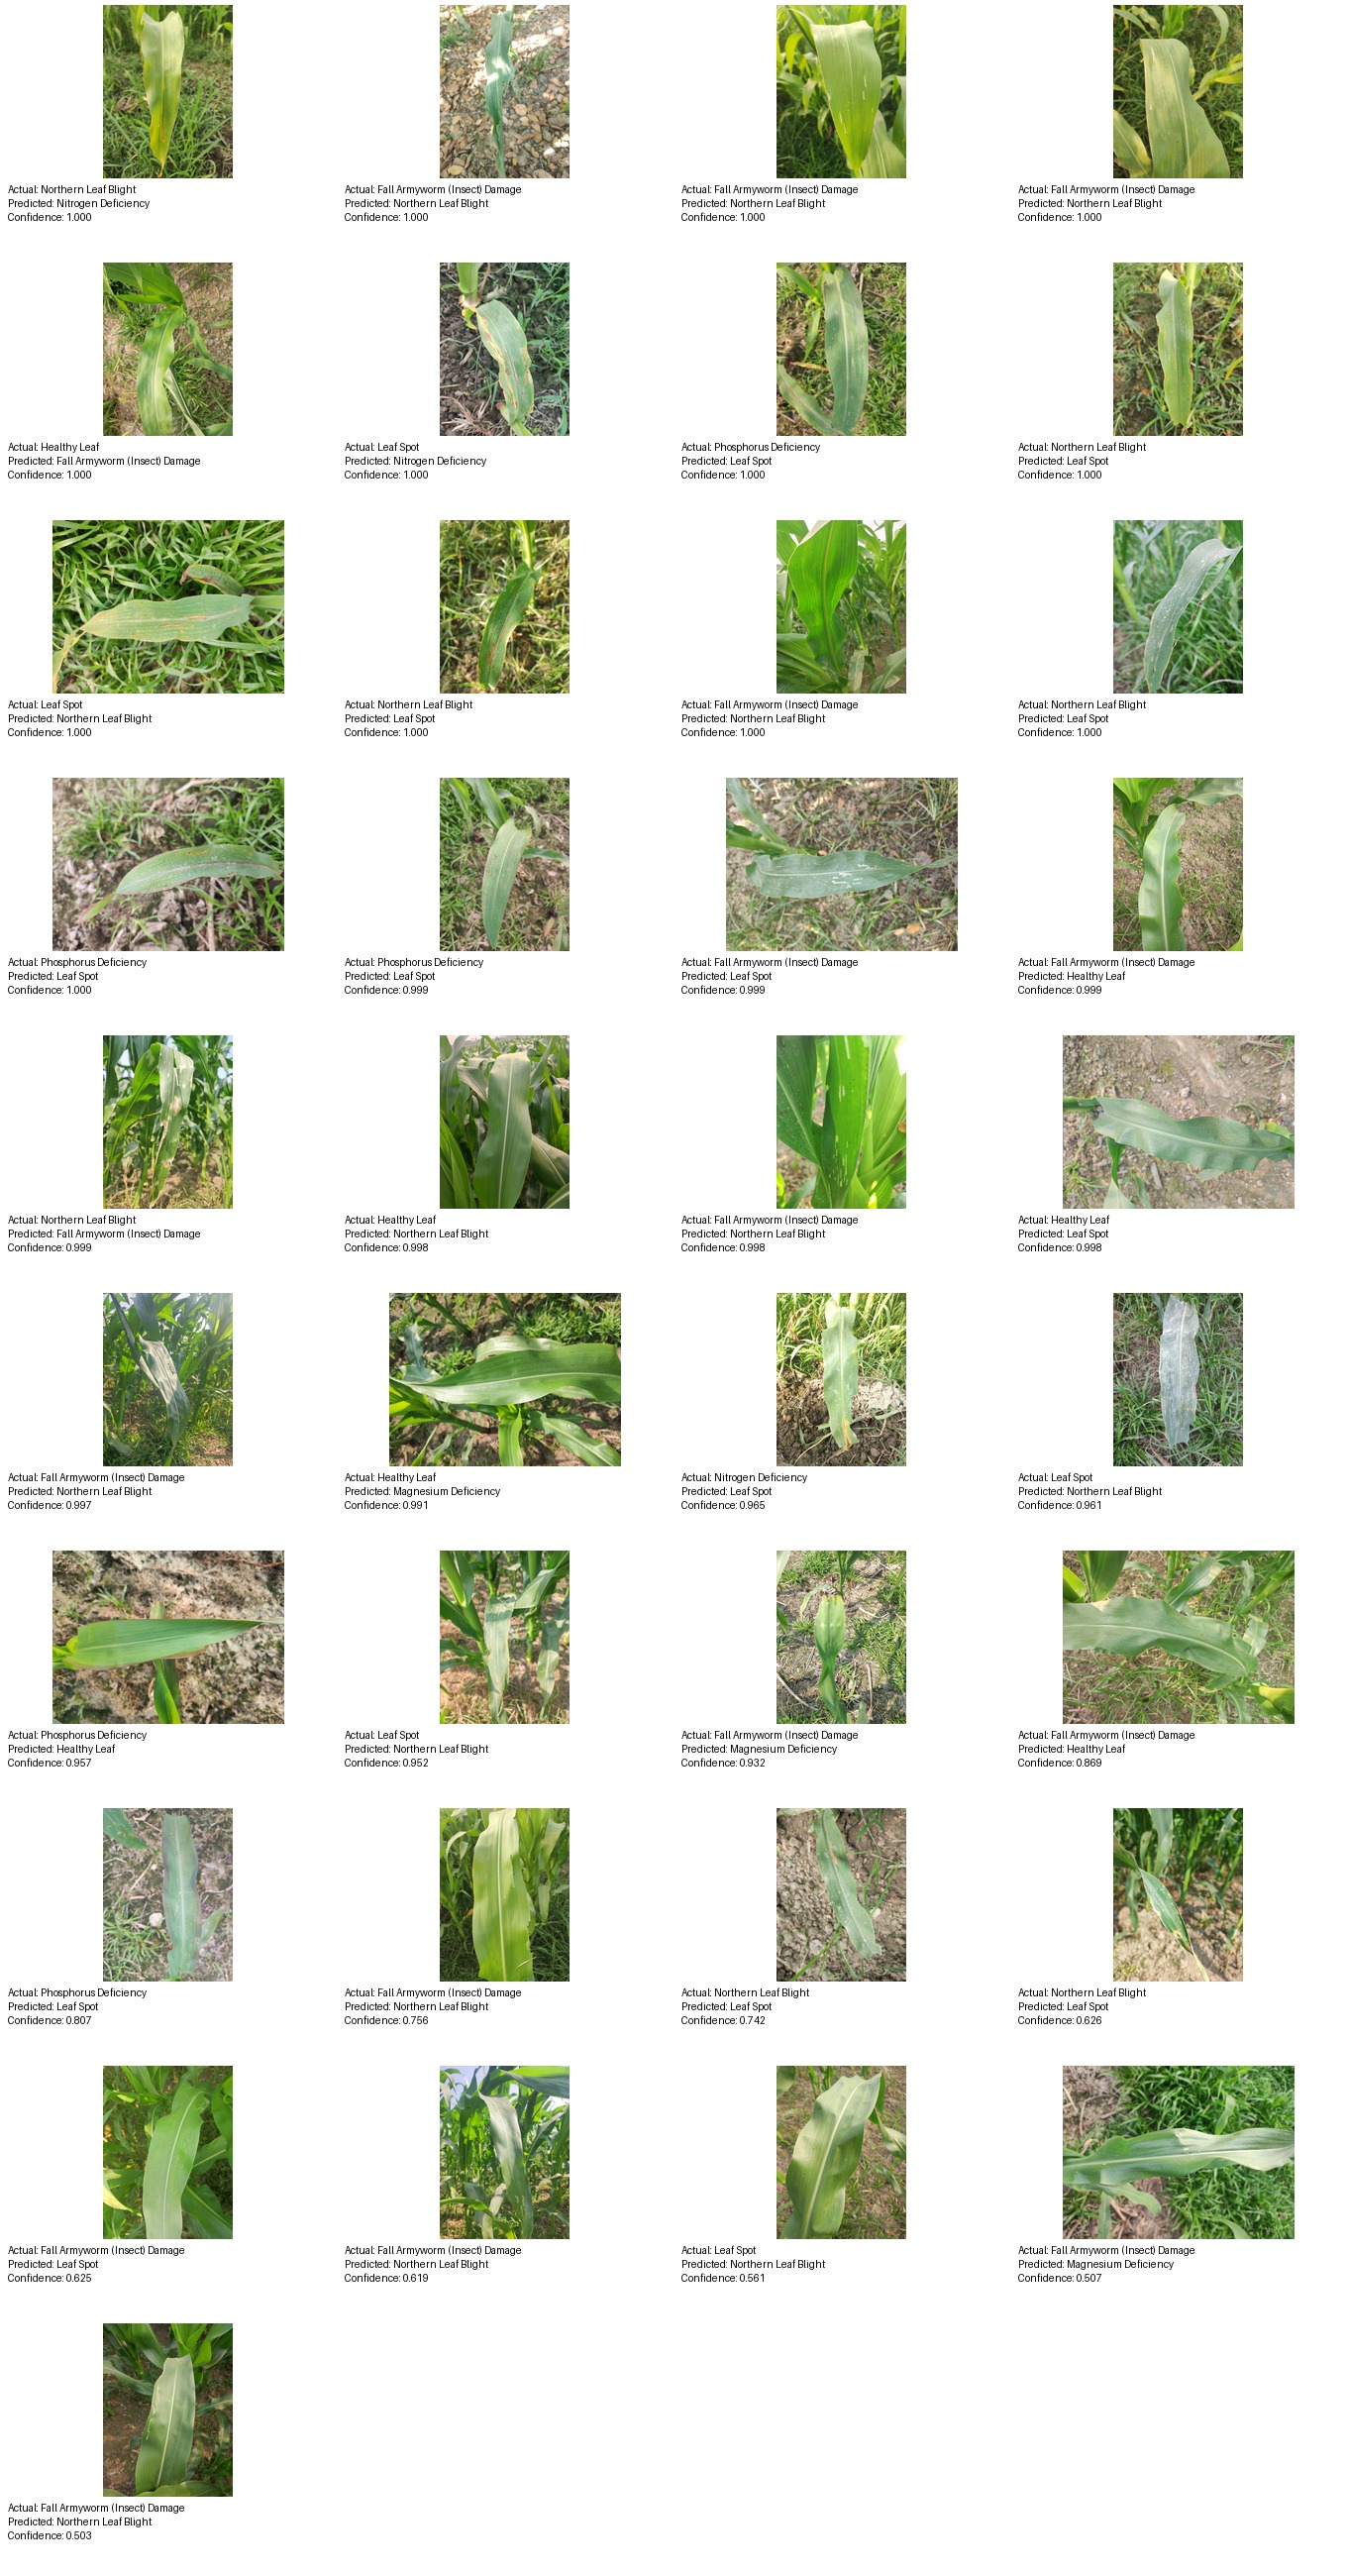 Actual: Northern Leaf Blight
Predicted: Nitrogen Deficiency
Confidence: 1.000
Actual: Fall Armyworm (Insect) Damage
Predicted: Northern Leaf Blight
Confidence: 1.000
Actual: Fall Armyworm (Insect) Damage
Predicted: Northern Leaf Blight
Confidence: 1.000
Actual: Fall Armyworm (Insect) Damage
Predicted: Northern Leaf Blight
Confidence: 1.000
Actual: Healthy Leaf
Predicted: Fall Armyworm (Insect) Damage
Confidence: 1.000
Actual: Leaf Spot
Predicted: Nitrogen Deficiency
Confidence: 1.000
Actual: Phosphorus Deficiency
Predicted: Leaf Spot
Confidence: 1.000
Actual: Northern Leaf Blight
Predicted: Leaf Spot
Confidence: 1.000
Actual: Leaf Spot
Predicted: Northern Leaf Blight
Confidence: 1.000
Actual: Northern Leaf Blight
Predicted: Leaf Spot
Confidence: 1.000
Actual: Fall Armyworm (Insect) Damage
Predicted: Northern Leaf Blight
Confidence: 1.000
Actual: Northern Leaf Blight
Predicted: Leaf Spot
Confidence: 1.000
Actual: Phosphorus Deficiency
Predicted: Leaf Spot
Confidence: 1.000
Actual: Phosphorus Deficiency
Predicted: Leaf Spot
Confidence: 0.999
Actual: Fall Armyworm (Insect) Damage
Predicted: Leaf Spot
Confidence: 0.999
Actual: Fall Armyworm (Insect) Damage
Predicted: Healthy Leaf
Confidence: 0.999
Actual: Northern Leaf Blight
Predicted: Fall Armyworm (Insect) Damage
Confidence: 0.999
Actual: Healthy Leaf
Predicted: Northern Leaf Blight
Confidence: 0.998
Actual: Fall Armyworm (Insect) Damage
Predicted: Northern Leaf Blight
Confidence: 0.998
Actual: Healthy Leaf
Predicted: Leaf Spot
Confidence: 0.998
Actual: Fall Armyworm (Insect) Damage
Predicted: Northern Leaf Blight
Confidence: 0.997
Actual: Healthy Leaf
Predicted: Magnesium Deficiency
Confidence: 0.991
Actual: Nitrogen Deficiency
Predicted: Leaf Spot
Confidence: 0.965
Actual: Leaf Spot
Predicted: Northern Leaf Blight
Confidence: 0.961
Actual: Phosphorus Deficiency
Predicted: Healthy Leaf
Confidence: 0.957
Actual: Leaf Spot
Predicted: Northern Leaf Blight
Confidence: 0.952
Actual: Fall Armyworm (Insect) Damage
Predicted: Magnesium Deficiency
Confidence: 0.932
Actual: Fall Armyworm (Insect) Damage
Predicted: Healthy Leaf
Confidence: 0.869
Actual: Phosphorus Deficiency
Predicted: Leaf Spot
Confidence: 0.807
Actual: Fall Armyworm (Insect) Damage
Predicted: Northern Leaf Blight
Confidence: 0.756
Actual: Northern Leaf Blight
Predicted: Leaf Spot
Confidence: 0.742
Actual: Northern Leaf Blight
Predicted: Leaf Spot
Confidence: 0.626
Actual: Fall Armyworm (Insect) Damage
Predicted: Leaf Spot
Confidence: 0.625
Actual: Fall Armyworm (Insect) Damage
Predicted: Northern Leaf Blight
Confidence: 0.619
Actual: Leaf Spot
Predicted: Northern Leaf Blight
Confidence: 0.561
Actual: Fall Armyworm (Insect) Damage
Predicted: Magnesium Deficiency
Confidence: 0.507
Actual: Fall Armyworm (Insect) Damage
Predicted: Northern Leaf Blight
Confidence: 0.503